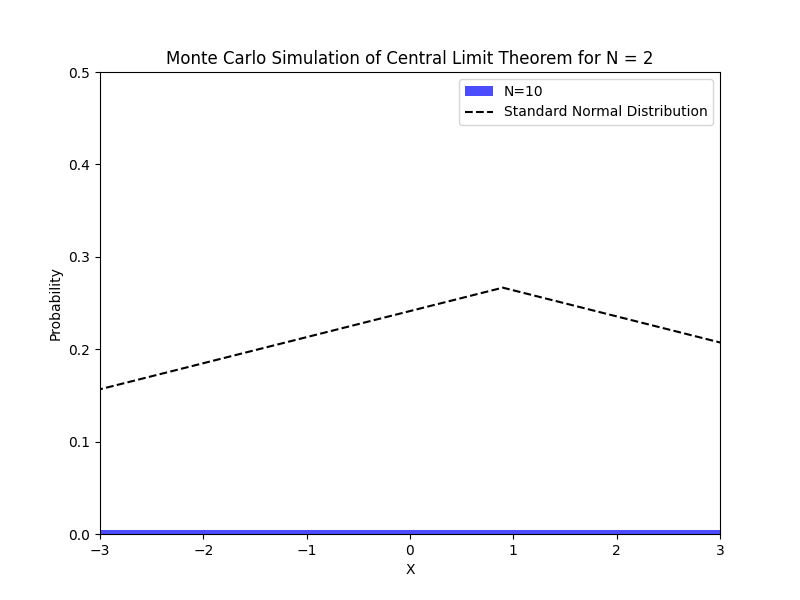 Monte Carlo Simulation of Central Limit Theorem for N = 2
N=10
Standard Normal Distribution
Probability
0.5
0.4
0.3
0.2
0.1
0.0
−3
−2
−1
0
1
2
3
X